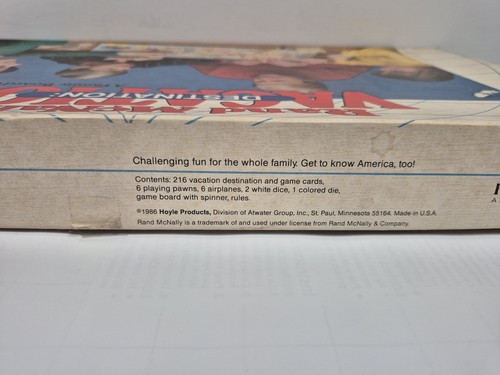 DESTINATION:
Challenging fun for the whole family. Get to know America, too!
Contents: 216 vacation destination and game cards,
6 playing pawns, 6 airplanes, 2 white dice, 1 colored die,
game board with spinner, rules.
©1986 Hoyle Products, Division of Atwater Group, Inc., St. Paul, Minnesota 55164. Made in U.S.A.
Rand McNally is a trademark of and used under license from Rand McNally & Company.